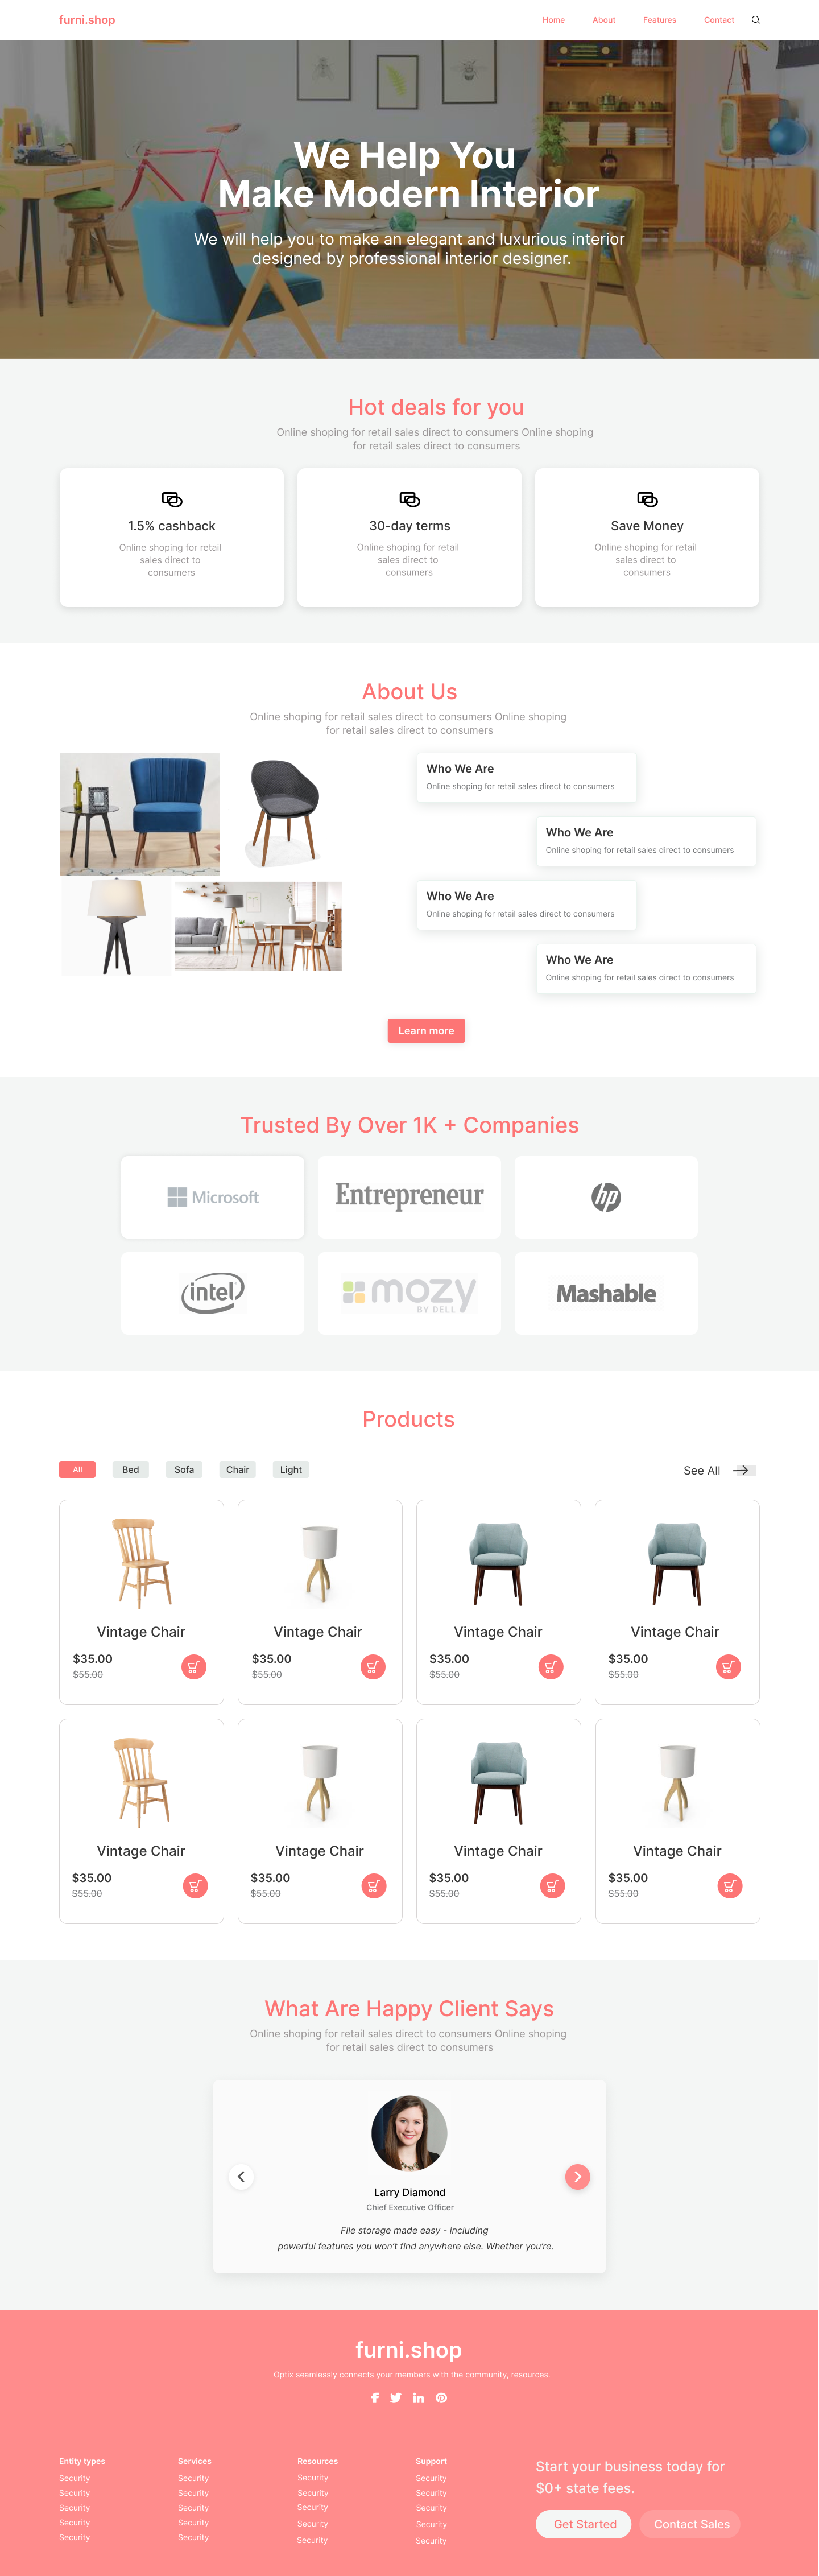 furni.shop
Home About Features Contact
We Help You
Make Modern Interior
We will help you to make an elegant and luxurious interior
designed by professional interior designer.
Hot deals for you
Online shoping for retail sales direct to consumers Online shoping
for retail sales direct to consumers
1.5% cashback
Online shoping for retail
sales direct to
consumers
30-day terms
Online shoping for retail
sales direct to
consumers
Save Money
Online shoping for retail
sales direct to
consumers
About Us
Online shoping for retail sales direct to consumers Online shoping
for retail sales direct to consumers
Who We Are
Online shoping for retail sales direct to consumers
Who We Are
Online shoping for retail sales direct to consumers
Who We Are
Online shoping for retail sales direct to consumers
Who We Are
Online shoping for retail sales direct to consumers
Learn more
Trusted By Over 1K + Companies
Microsoft
Entrepreneur
hp
intel
mozy
BY DELL
Mashable
Products
All Bed Sofa Chair Light
See All
Vintage Chair
$35.00
$55.00
Vintage Chair
$35.00
$55.00
Vintage Chair
$35.00
$55.00
Vintage Chair
$35.00
$55.00
Vintage Chair
$35.00
$55.00
Vintage Chair
$35.00
$55.00
Vintage Chair
$35.00
$55.00
Vintage Chair
$35.00
$55.00
What Are Happy Client Says
Online shoping for retail sales direct to consumers Online shoping
for retail sales direct to consumers
Larry Diamond
Chief Executive Officer
File storage made easy - including
powerful features you won't find anywhere else. Whether you're.
furni.shop
Optix seamlessly connects your members with the community, resources.
Entity types
Security
Security
Security
Security
Security
Services
Security
Security
Security
Security
Security
Resources
Security
Security
Security
Security
Security
Support
Security
Security
Security
Security
Security
Start your business today for
$0+ state fees.
Get Started
Contact Sales